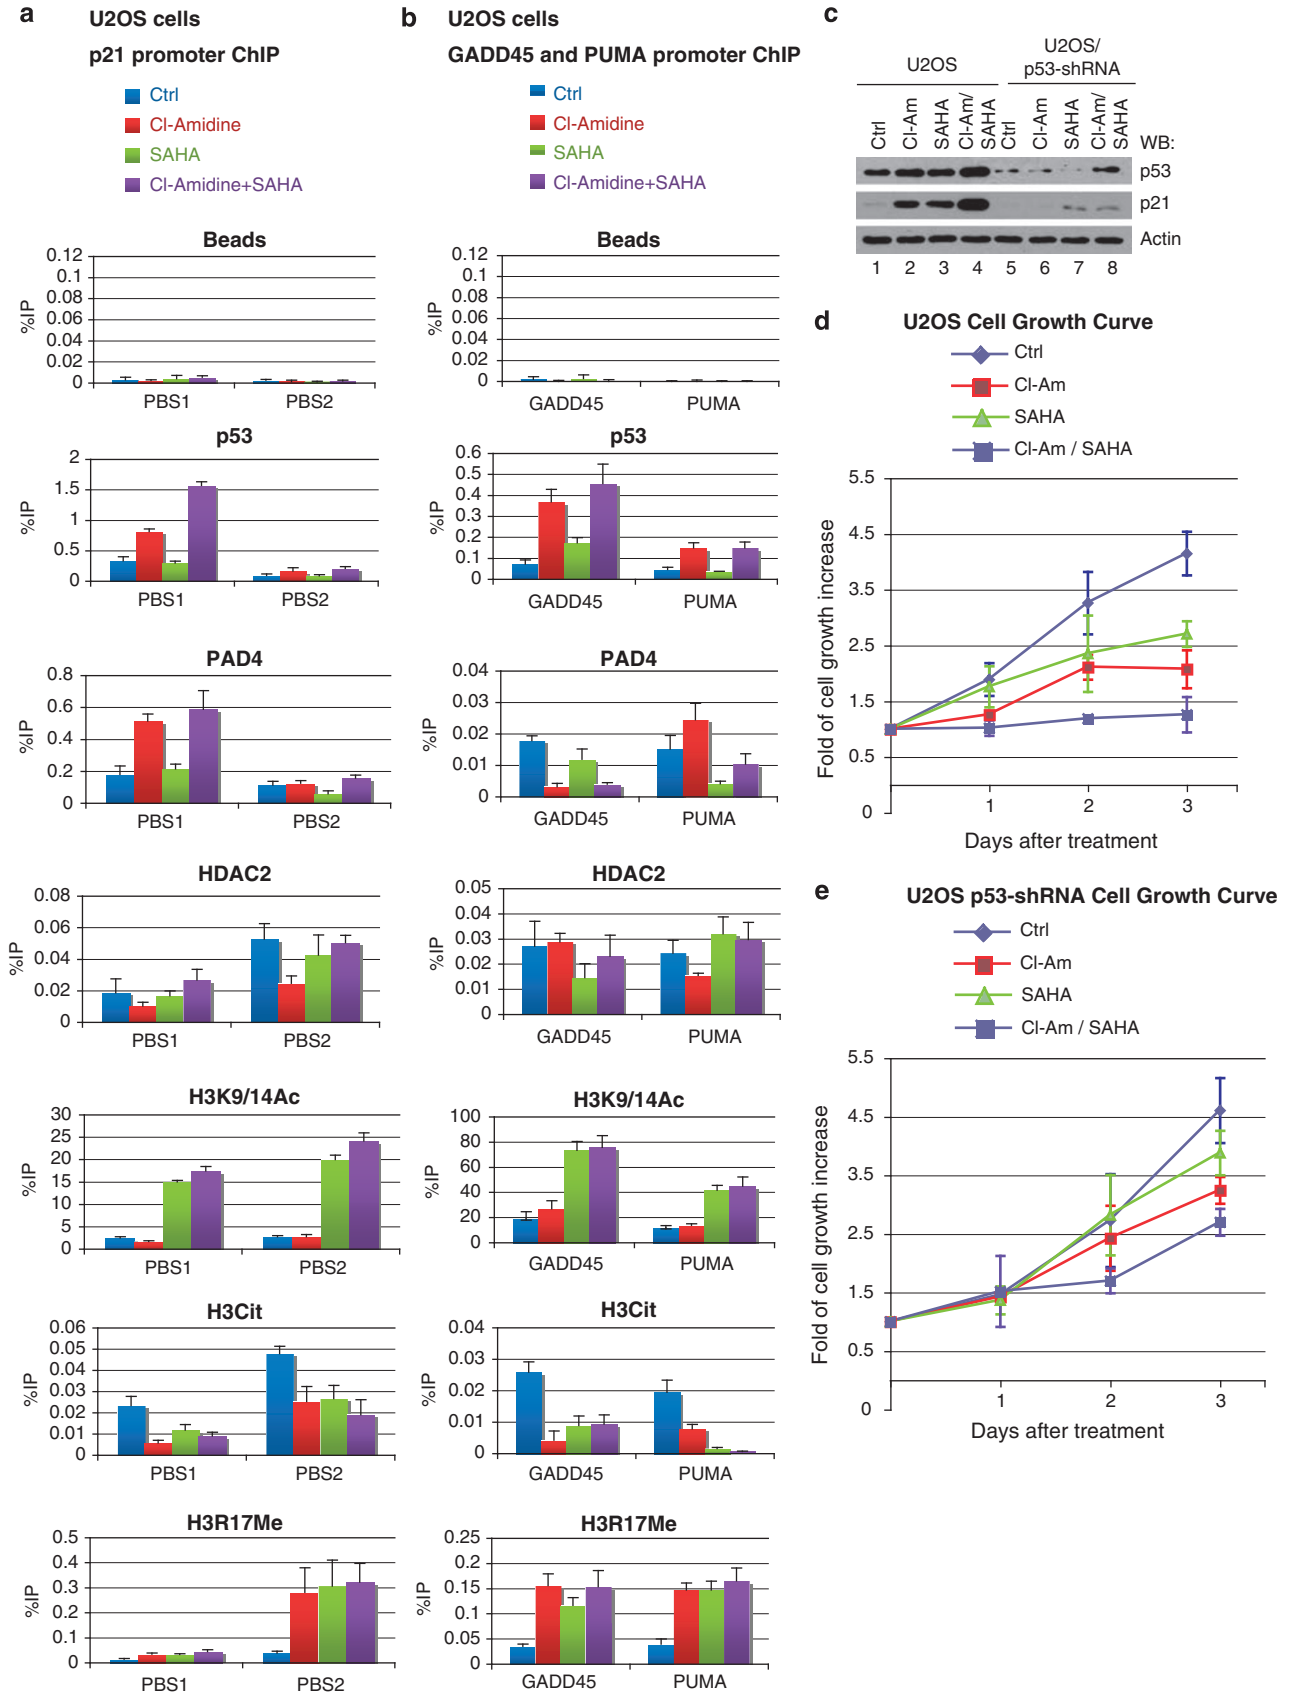 a
U2OS cells
p21 promoter ChIP
Ctrl
Cl-Amidine
SAHA
Cl-Amidine+SAHA
Beads
0.12
0.1
0.08
0.06
0.04
0.02
0
%IP
PBS1 PBS2
p53
2
1.5
1
0.5
0
%IP
PBS1 PBS2
PAD4
0.8
0.6
0.4
0.2
0
%IP
PBS1 PBS2
HDAC2
0.08
0.06
0.04
0.02
0
%IP
PBS1 PBS2
H3K9/14Ac
30
25
20
15
10
5
0
%IP
PBS1 PBS2
H3Cit
0.06
0.05
0.04
0.03
0.02
0.01
0
%IP
PBS1 PBS2
H3R17Me
0.5
0.4
0.3
0.2
0.1
0
%IP
PBS1 PBS2
b
U2OS cells
GADD45 and PUMA promoter ChIP
Ctrl
Cl-Amidine
SAHA
Cl-Amidine+SAHA
Beads
0.12
0.1
0.08
0.06
0.04
0.02
0
%IP
GADD45 PUMA
p53
0.6
0.5
0.4
0.3
0.2
0.1
0
%IP
GADD45 PUMA
PAD4
0.04
0.03
0.02
0.01
0
%IP
GADD45 PUMA
HDAC2
0.05
0.04
0.03
0.02
0.01
0
%IP
GADD45 PUMA
H3K9/14Ac
100
80
60
40
20
0
%IP
GADD45 PUMA
H3Cit
0.04
0.03
0.02
0.01
0
%IP
GADD45 PUMA
H3R17Me
0.25
0.2
0.15
0.1
0.05
0
%IP
GADD45 PUMA
c
U2OS
U2OS/
p53-shRNA
Ctrl
Cl-Am
SAHA
Cl-Am/
SAHA
Ctrl
Cl-Am
SAHA
Cl-Am/
SAHA
WB:
p53
p21
Actin
1 2 3 4 5 6 7 8
d
U2OS Cell Growth Curve
Ctrl
Cl-Am
SAHA
Cl-Am / SAHA
5.5
4.5
3.5
2.5
1.5
0.5
0
Fold of cell growth increase
1 2 3
Days after treatment
e
U2OS p53-shRNA Cell Growth Curve
Ctrl
Cl-Am
SAHA
Cl-Am / SAHA
5.5
4.5
3.5
2.5
1.5
0.5
0
Fold of cell growth increase
1 2 3
Days after treatment